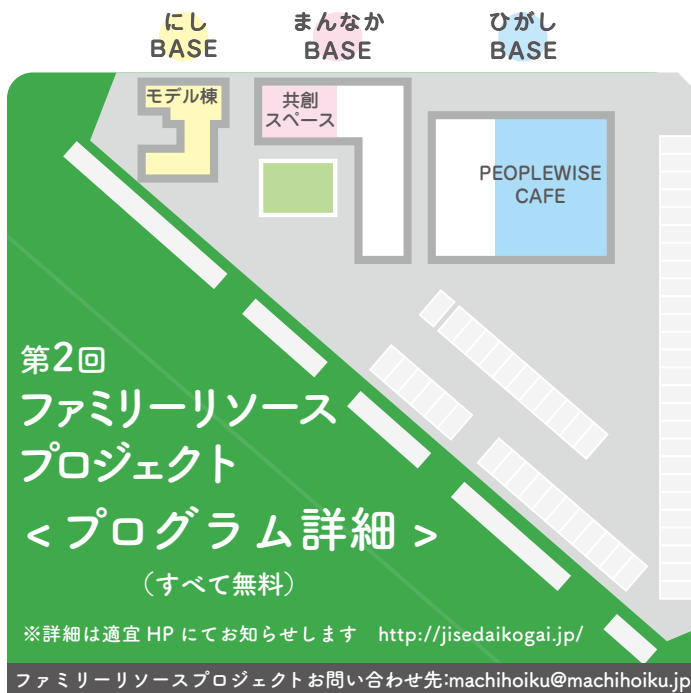 にし
BASE
まんなか
BASE
ひがし
BASE
モデル棟
共創
スペース
PEOPLEWISE
CAFE
第2回
ファミリーリソース
プロジェクト
＜プログラム詳細＞
（すべて無料）
※詳細は適宜 HP にてお知らせします　http://jisedaikogai.jp/
ファミリーリソースプロジェクトお問い合わせ先:machihoiku@machihoiku.jp